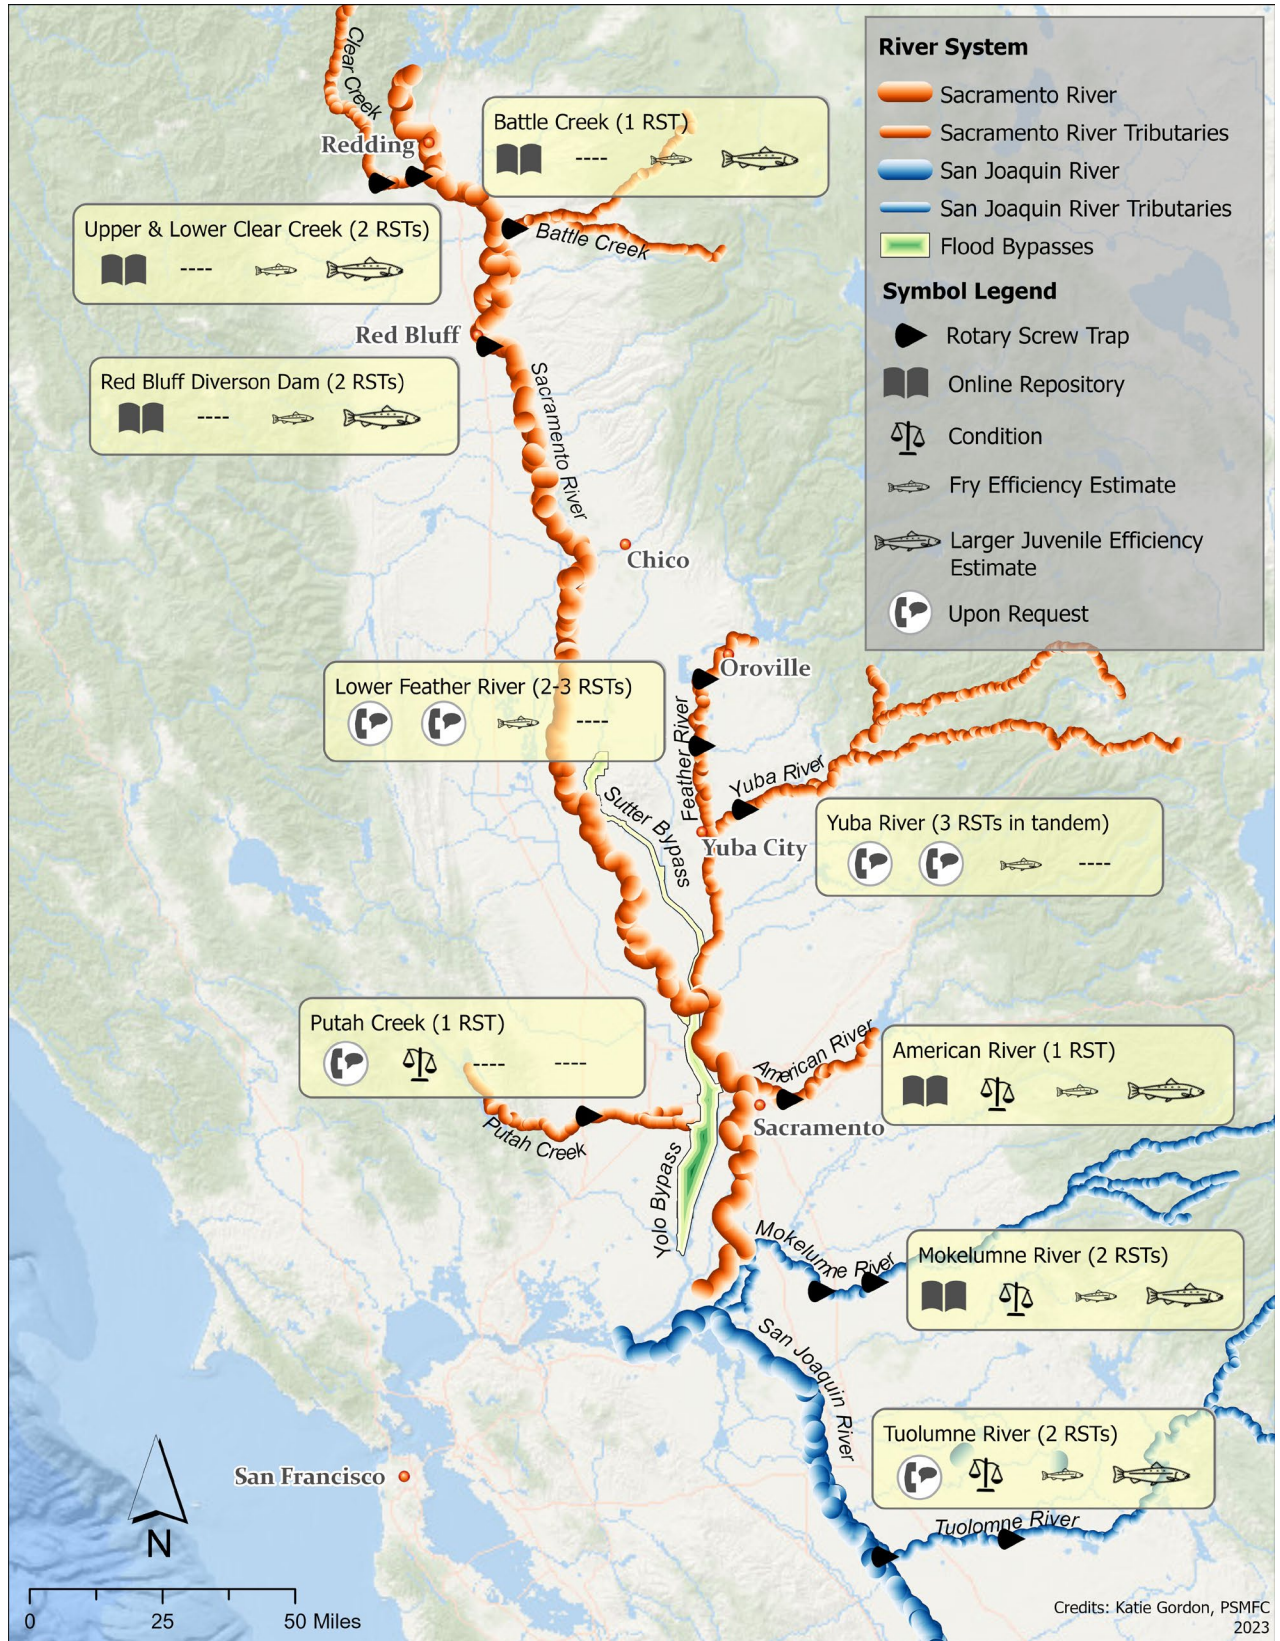 River System
Sacramento River
Sacramento River Tributaries
San Joaquin River
San Joaquin River Tributaries
Flood Bypasses
Symbol Legend
Rotary Screw Trap
Online Repository
Condition
Fry Efficiency Estimate
Larger Juvenile Efficiency
Estimate
Upon Request
Clear Creek
Redding
Battle Creek (1 RST)
----
Upper & Lower Clear Creek (2 RSTs)
----
Battle Creek
Red Bluff
Red Bluff Diverson Dam (2 RSTs)
----
Sacramento River
Chico
Oroville
Lower Feather River (2-3 RSTs)
----
Feather River
Yuba River
Sutter Bypass
Yuba City
Yuba River (3 RSTs in tandem)
----
Putah Creek (1 RST)
---- ----
American River
American River (1 RST)
Sacramento
Putah Creek
Yolo Bypass
Mokelumne River
Mokelumne River (2 RSTs)
San Joaquin River
Tuolumne River (2 RSTs)
San Francisco
Tuolomne River
N
0 25 50 Miles
Credits: Katie Gordon, PSMFC
2023